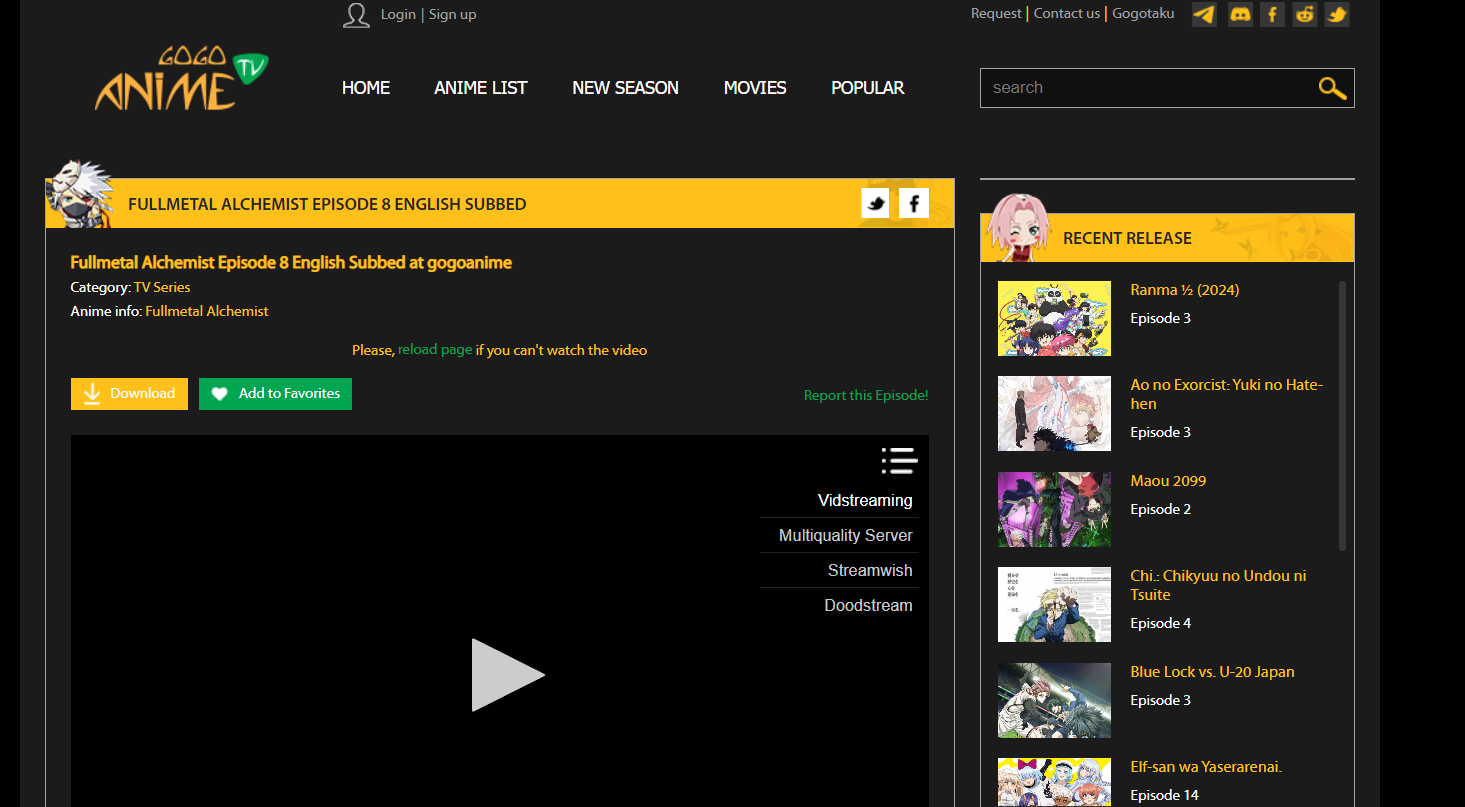 Login | Sign up
Request | Contact us | Gogotaku
GOGO
ANIME TV
HOME
ANIME LIST
NEW SEASON
MOVIES
POPULAR
search
FULLMETAL ALCHEMIST EPISODE 8 ENGLISH SUBBED
Fullmetal Alchemist Episode 8 English Subbed at gogoanime
Category: TV Series
Anime info: Fullmetal Alchemist
Please, reload page if you can't watch the video
Download
Add to Favorites
Report this Episode!
Vidstreaming
Multiquality Server
Streamwish
Doodstream
RECENT RELEASE
Ranma ½ (2024)
Episode 3
Ao no Exorcist: Yuki no Hate-
hen
Episode 3
Maou 2099
Episode 2
Chi.: Chikyuu no Undou ni
Tsuite
Episode 4
Blue Lock vs. U-20 Japan
Episode 3
Elf-san wa Yaserarenai.
Episode 14